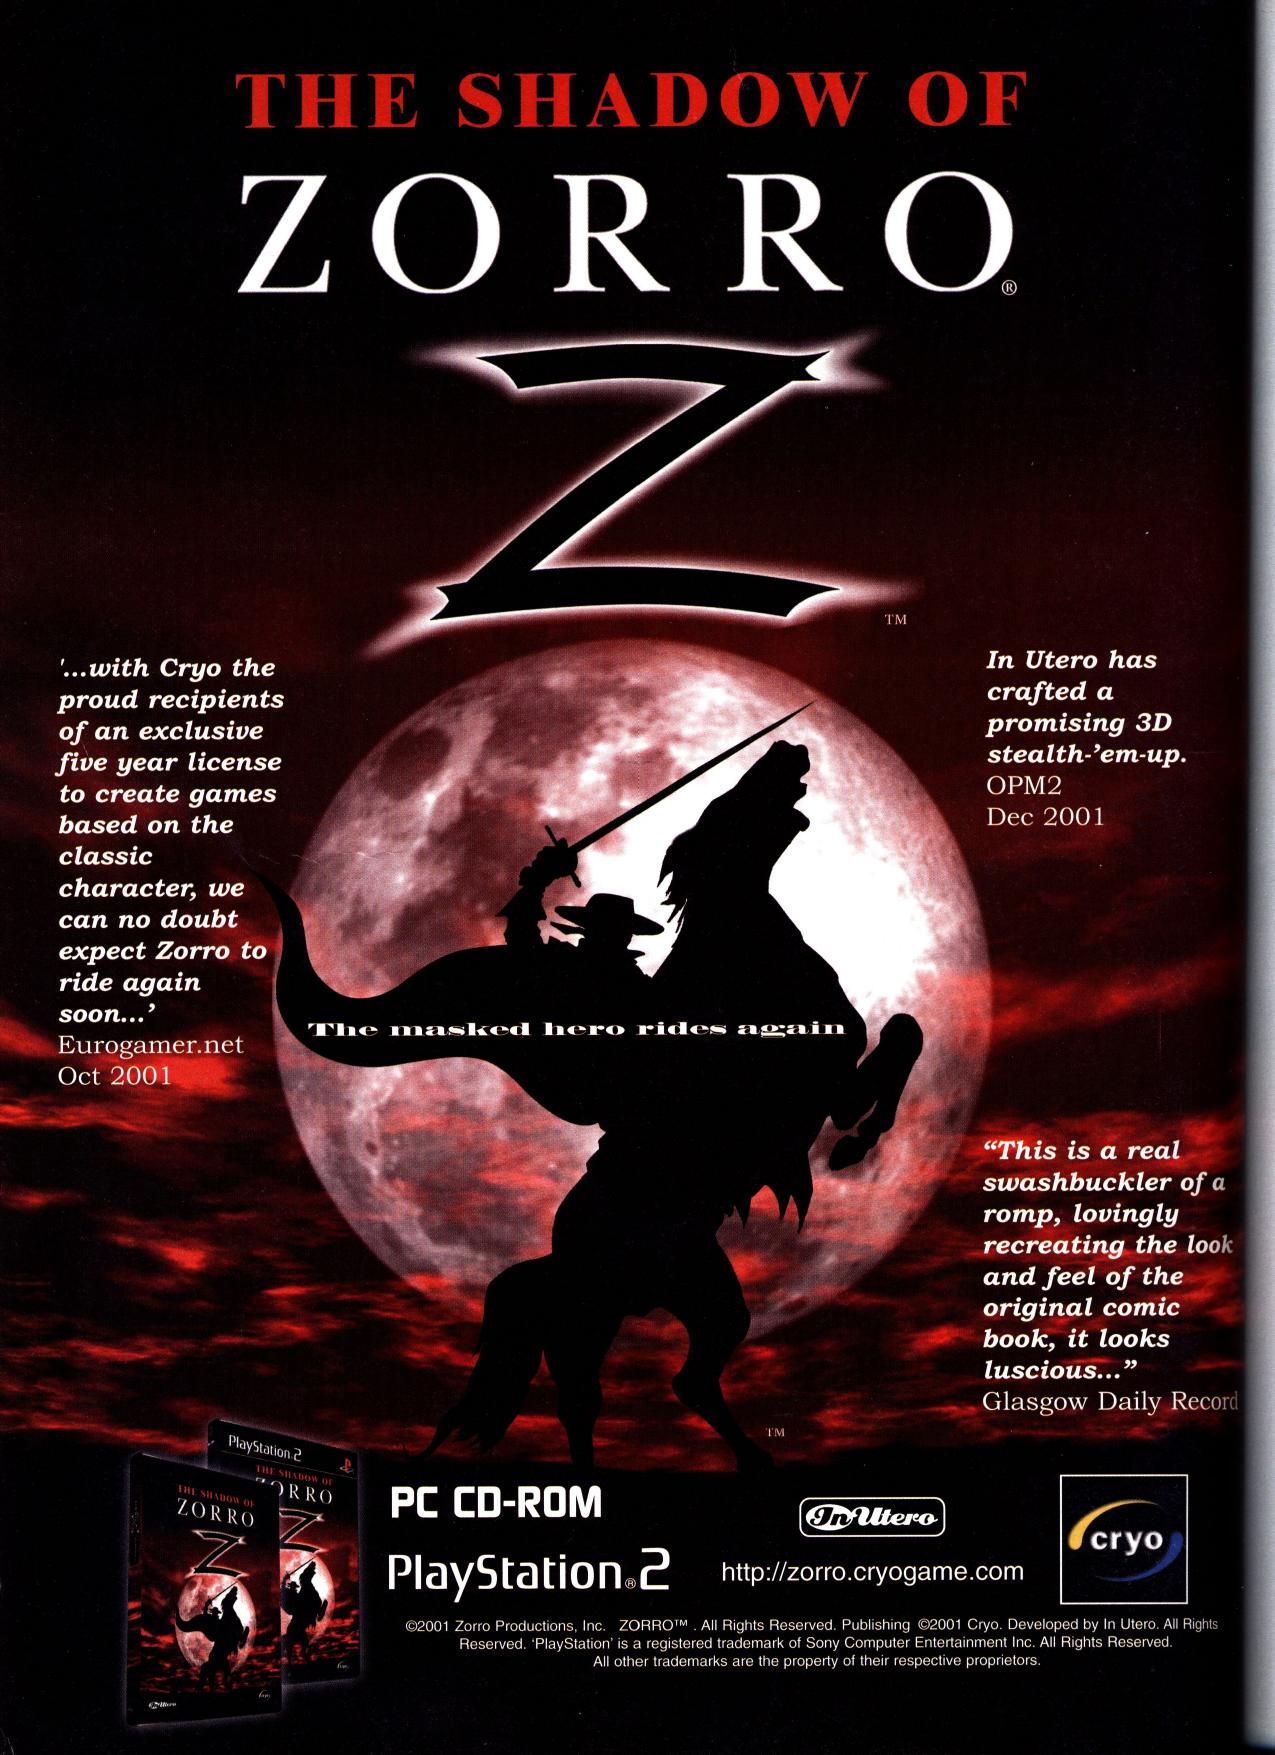 THE SHADOW OF
ZORRO®
Z
TM
'...with Cryo the
proud recipients
of an exclusive
five year license
to create games
based on the
classic
character, we
can no doubt
expect Zorro to
ride again
soon...'
Eurogamer.net
Oct 2001
In Utero has
crafted a
promising 3D
stealth-'em-up.
OPM2
Dec 2001
The masked hero rides again
“This is a real
swashbuckler of a
romp, lovingly
recreating the look
and feel of the
original comic
book, it looks
luscious...”
Glasgow Daily Record
TM
PlayStation.2
THE SHADOW OF
ZORRO
Z
THE SHADOW OF
ZORRO
Z
InUtero
cryo
PC CD-ROM
PlayStation®2
InUtero
http://zorro.cryogame.com
cryo
©2001 Zorro Productions, Inc. ZORRO™ . All Rights Reserved. Publishing ©2001 Cryo. Developed by In Utero. All Rights
Reserved. 'PlayStation' is a registered trademark of Sony Computer Entertainment Inc. All Rights Reserved.
All other trademarks are the property of their respective proprietors.